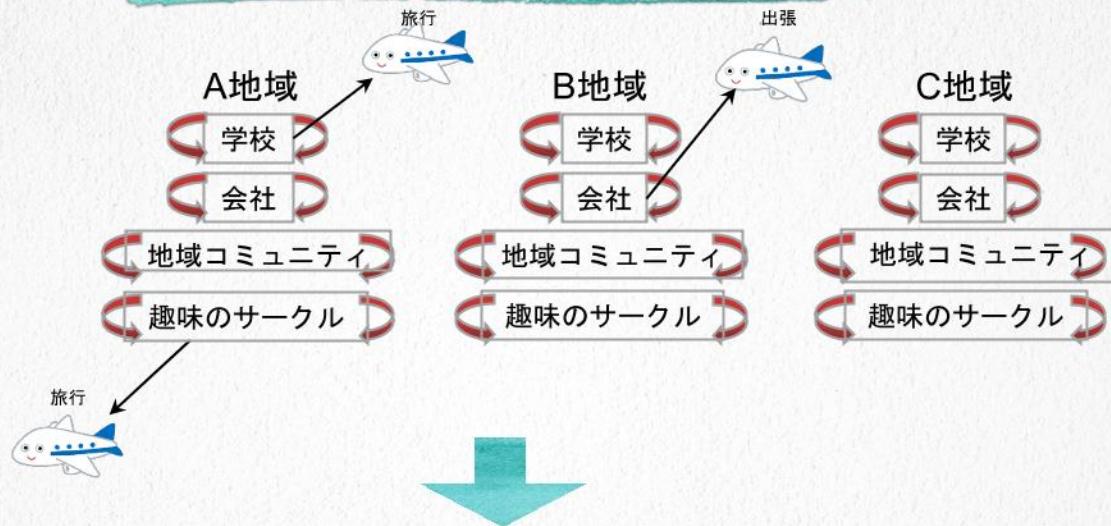 旅行
出張
A地域
B地域
C地域
学校
学校
学校
会社
会社
会社
地域コミュニティ
地域コミュニティ
地域コミュニティ
趣味のサークル
趣味のサークル
趣味のサークル
旅行